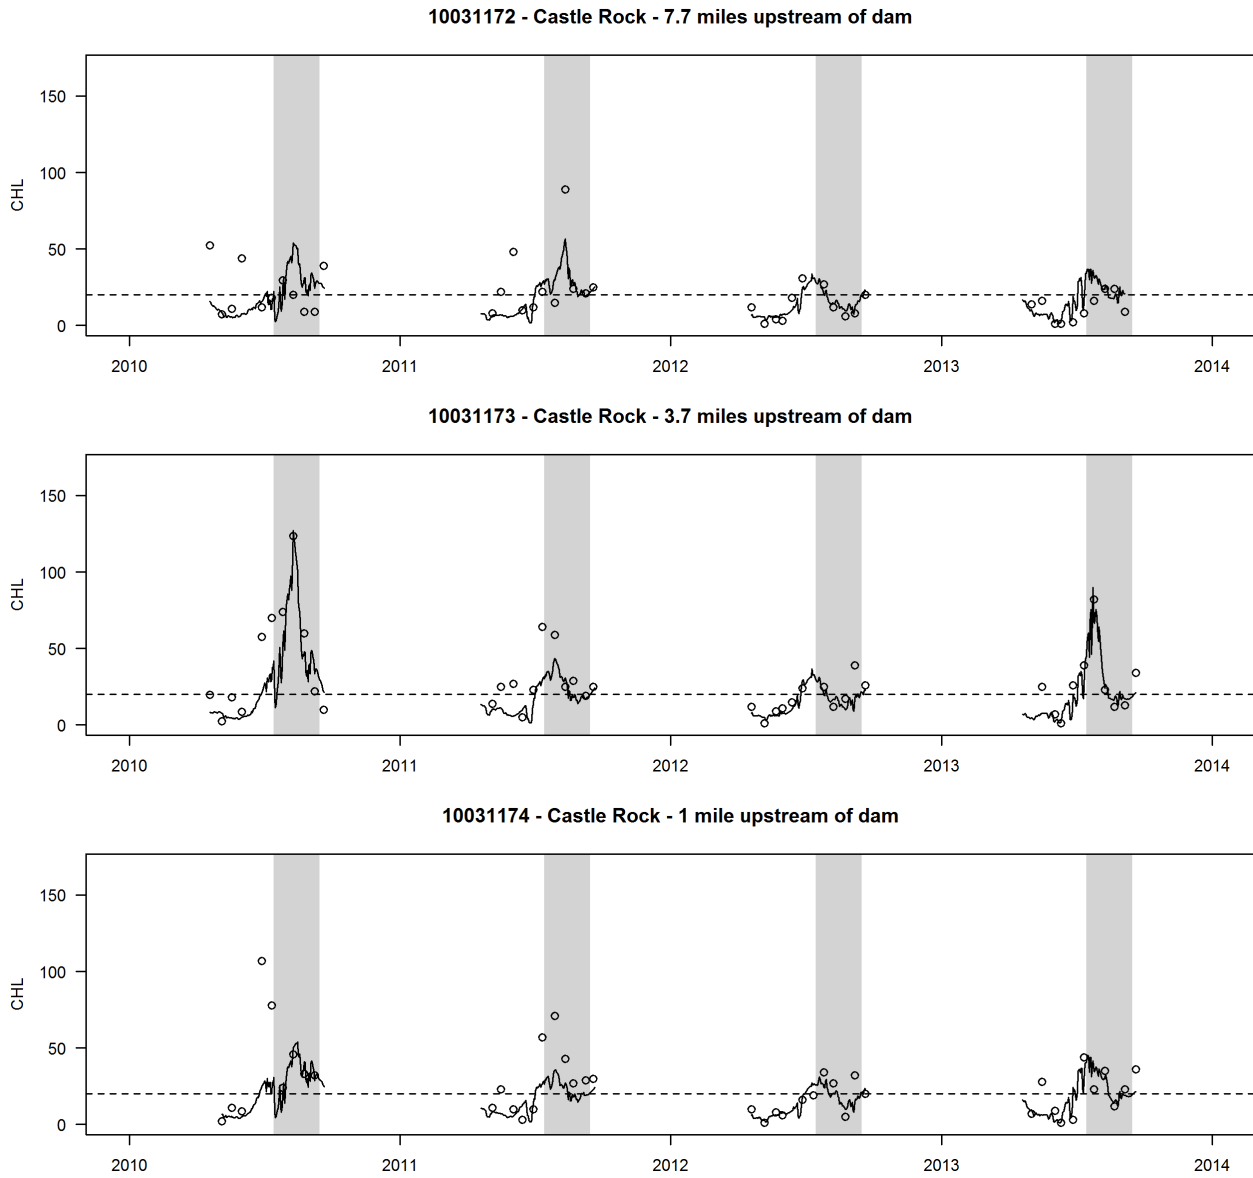 10031172 - Castle Rock - 7.7 miles upstream of dam
150
100
50
0
CHL
2010 2011 2012 2013 2014
10031173 - Castle Rock - 3.7 miles upstream of dam
150
100
50
0
CHL
2010 2011 2012 2013 2014
10031174 - Castle Rock - 1 mile upstream of dam
150
100
50
0
CHL
2010 2011 2012 2013 2014